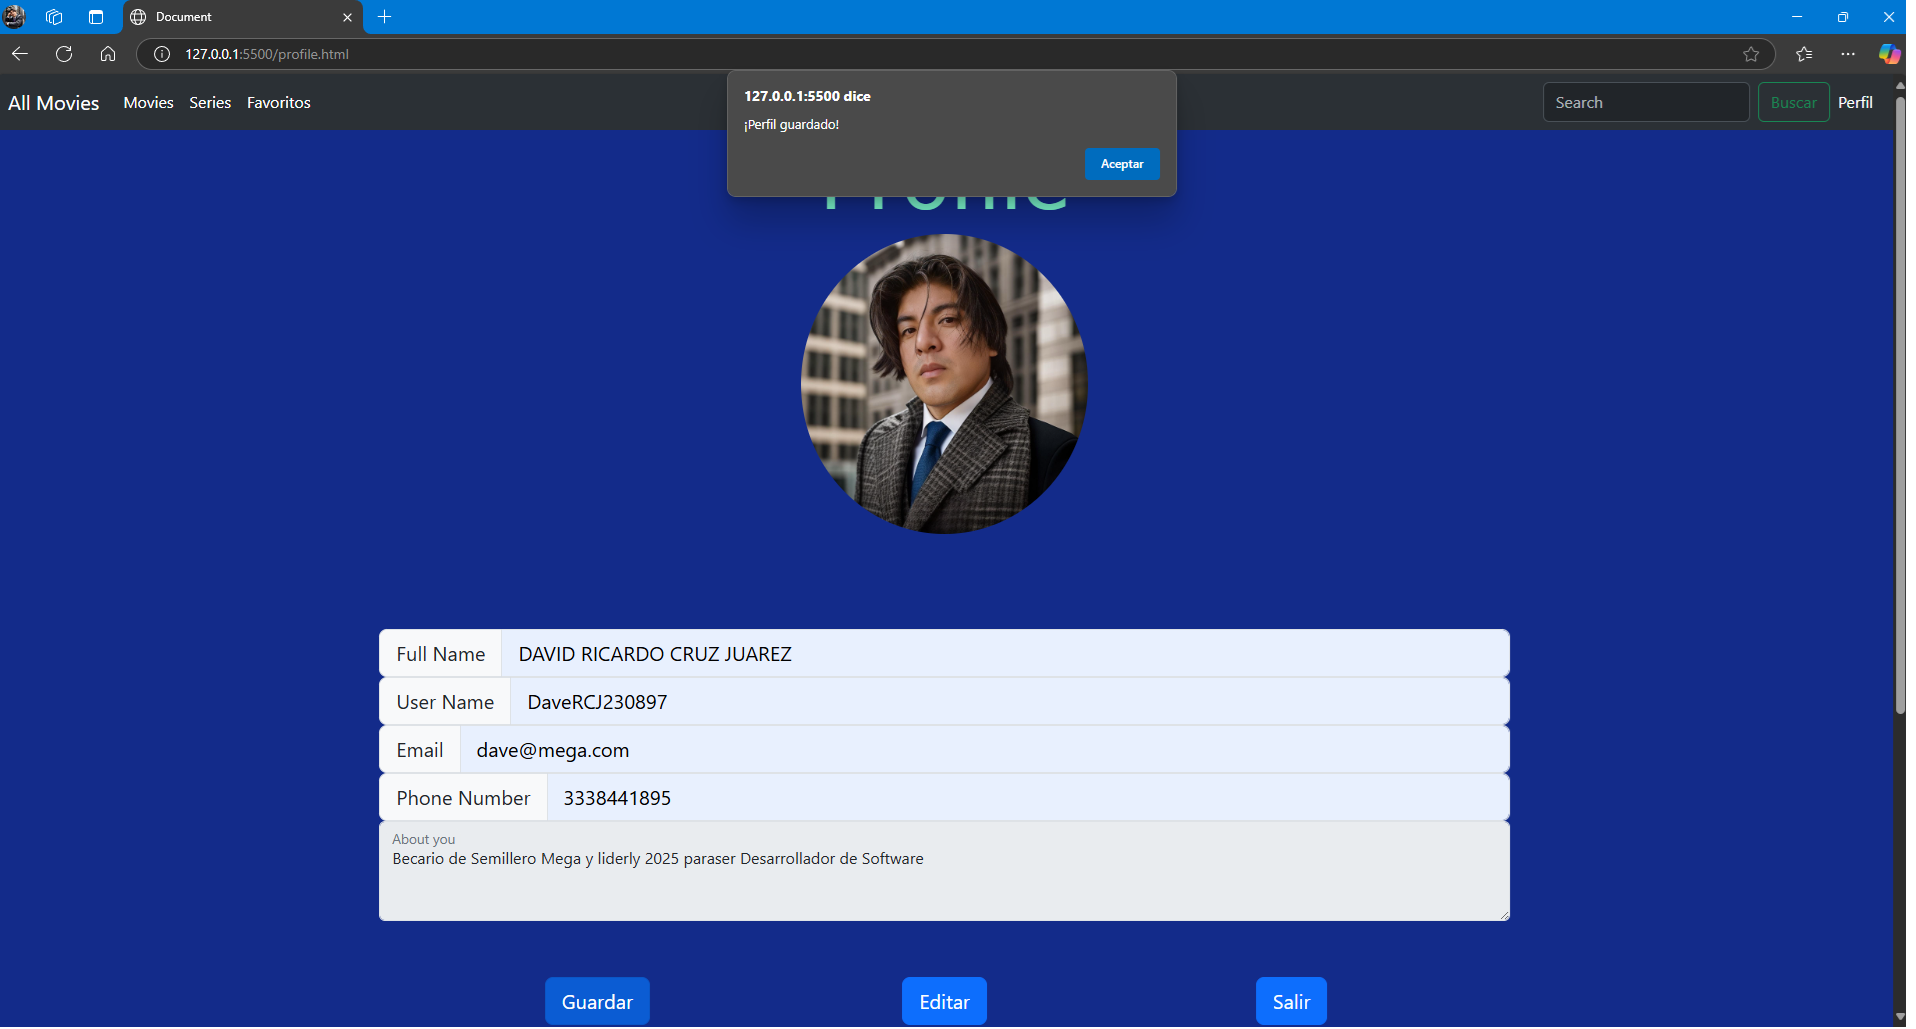 Document
127.0.0.1:5500/profile.html
All Movies Movies Series Favoritos
Search Buscar Perfil
127.0.0.1:5500 dice
¡Perfil guardado!
Aceptar
Profile
Full Name DAVID RICARDO CRUZ JUAREZ
User Name DaveRCJ230897
Email dave@mega.com
Phone Number 3338441895
About you
Becario de Semillero Mega y liderly 2025 paraser Desarrollador de Software
Guardar Editar Salir